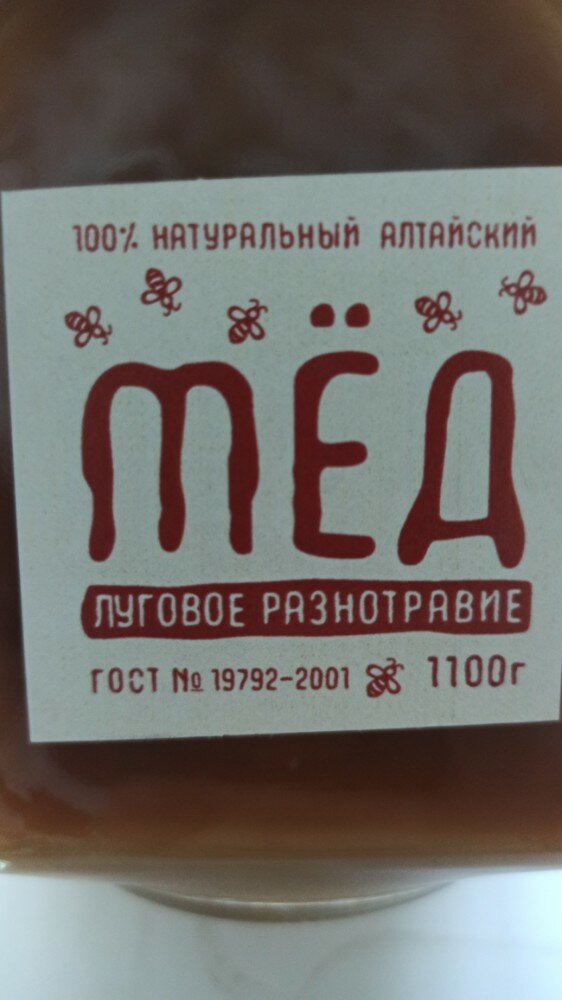 100% НАТУРАЛЬНЫЙ АЛТАЙСКИЙ
МЁД
ЛУГОВОЕ РАЗНОТРАВИЕ
ГОСТ № 19792-2001 1100г